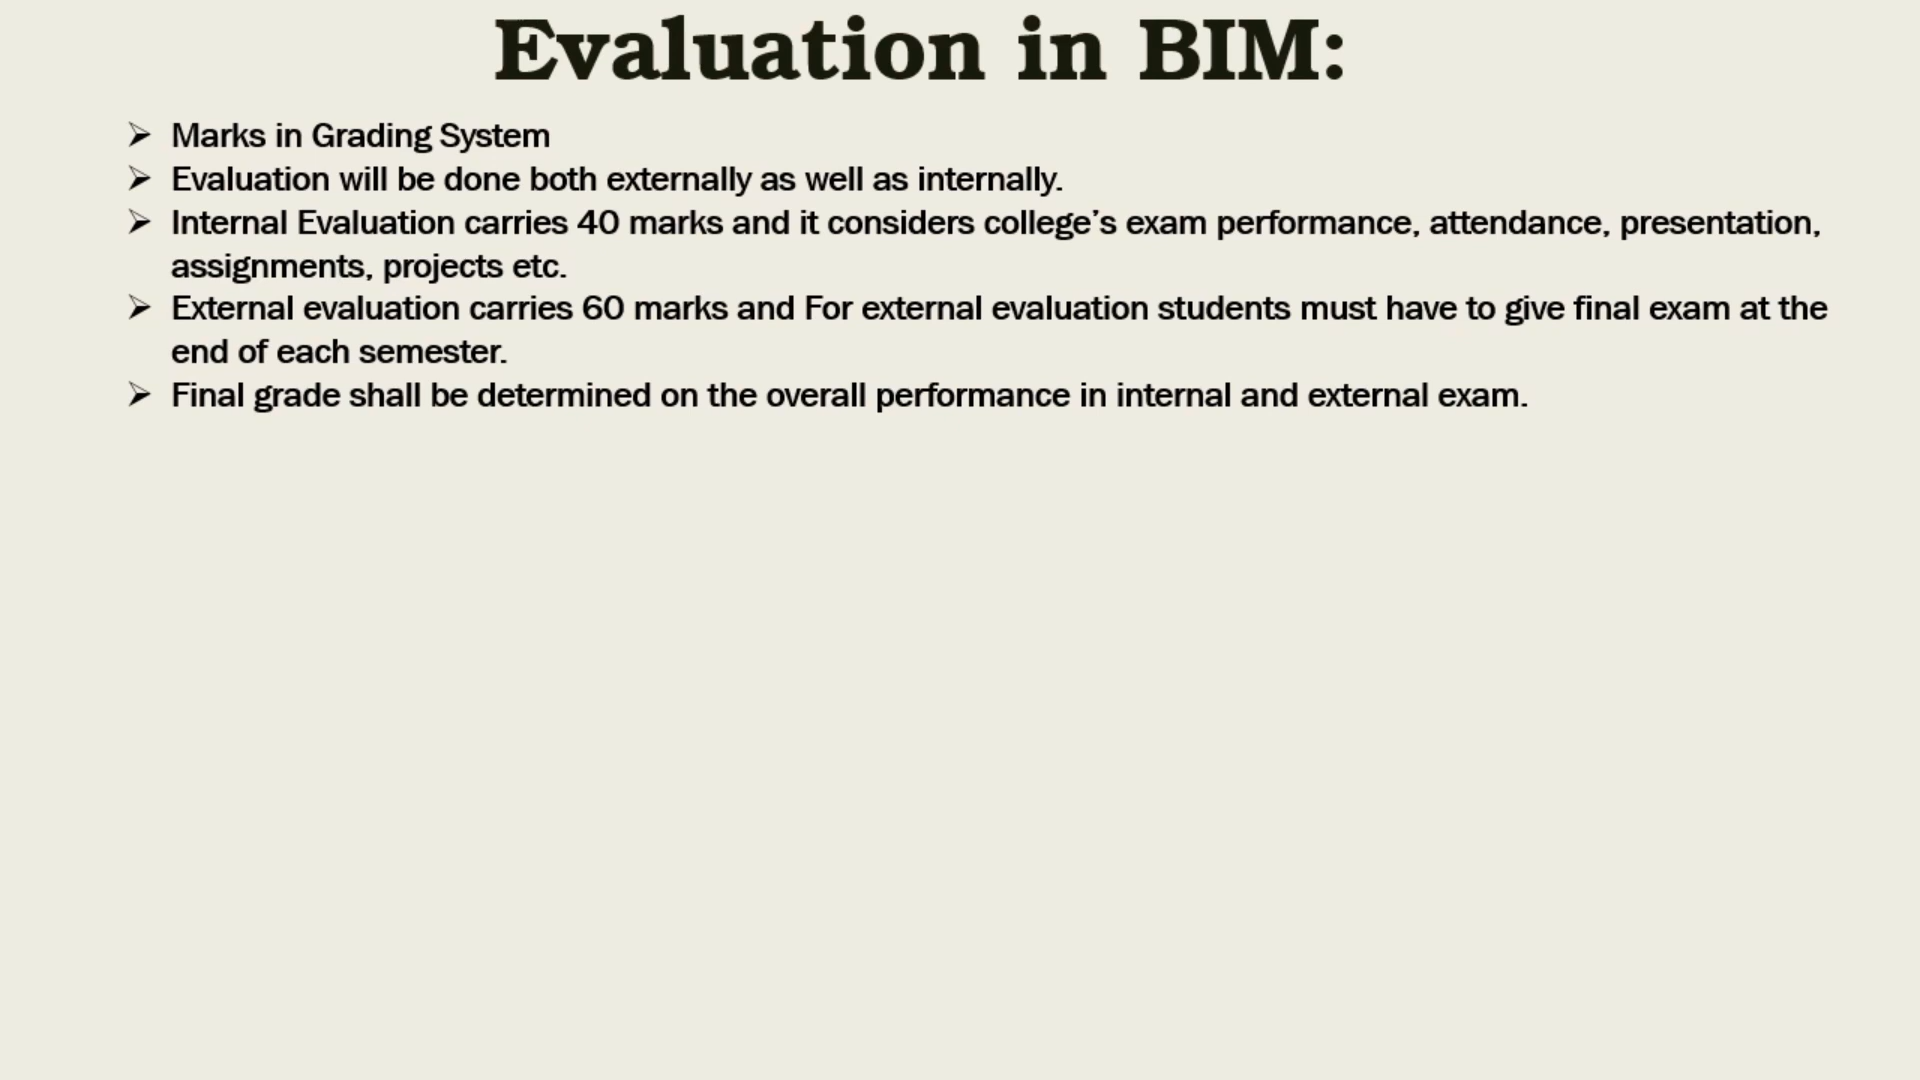 Evaluation in BIM:
➢ Marks in Grading System
➢ Evaluation will be done both externally as well as internally.
➢ Internal Evaluation carries 40 marks and it considers college’s exam performance, attendance, presentation,
assignments, projects etc.
➢ External evaluation carries 60 marks and For external evaluation students must have to give final exam at the
end of each semester.
➢ Final grade shall be determined on the overall performance in internal and external exam.